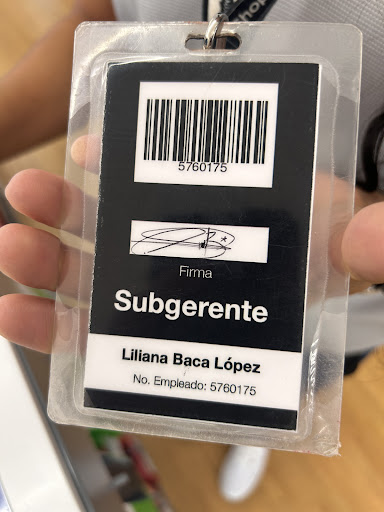 5760175
Firma
Subgerente
Liliana Baca López
No. Empleado: 5760175